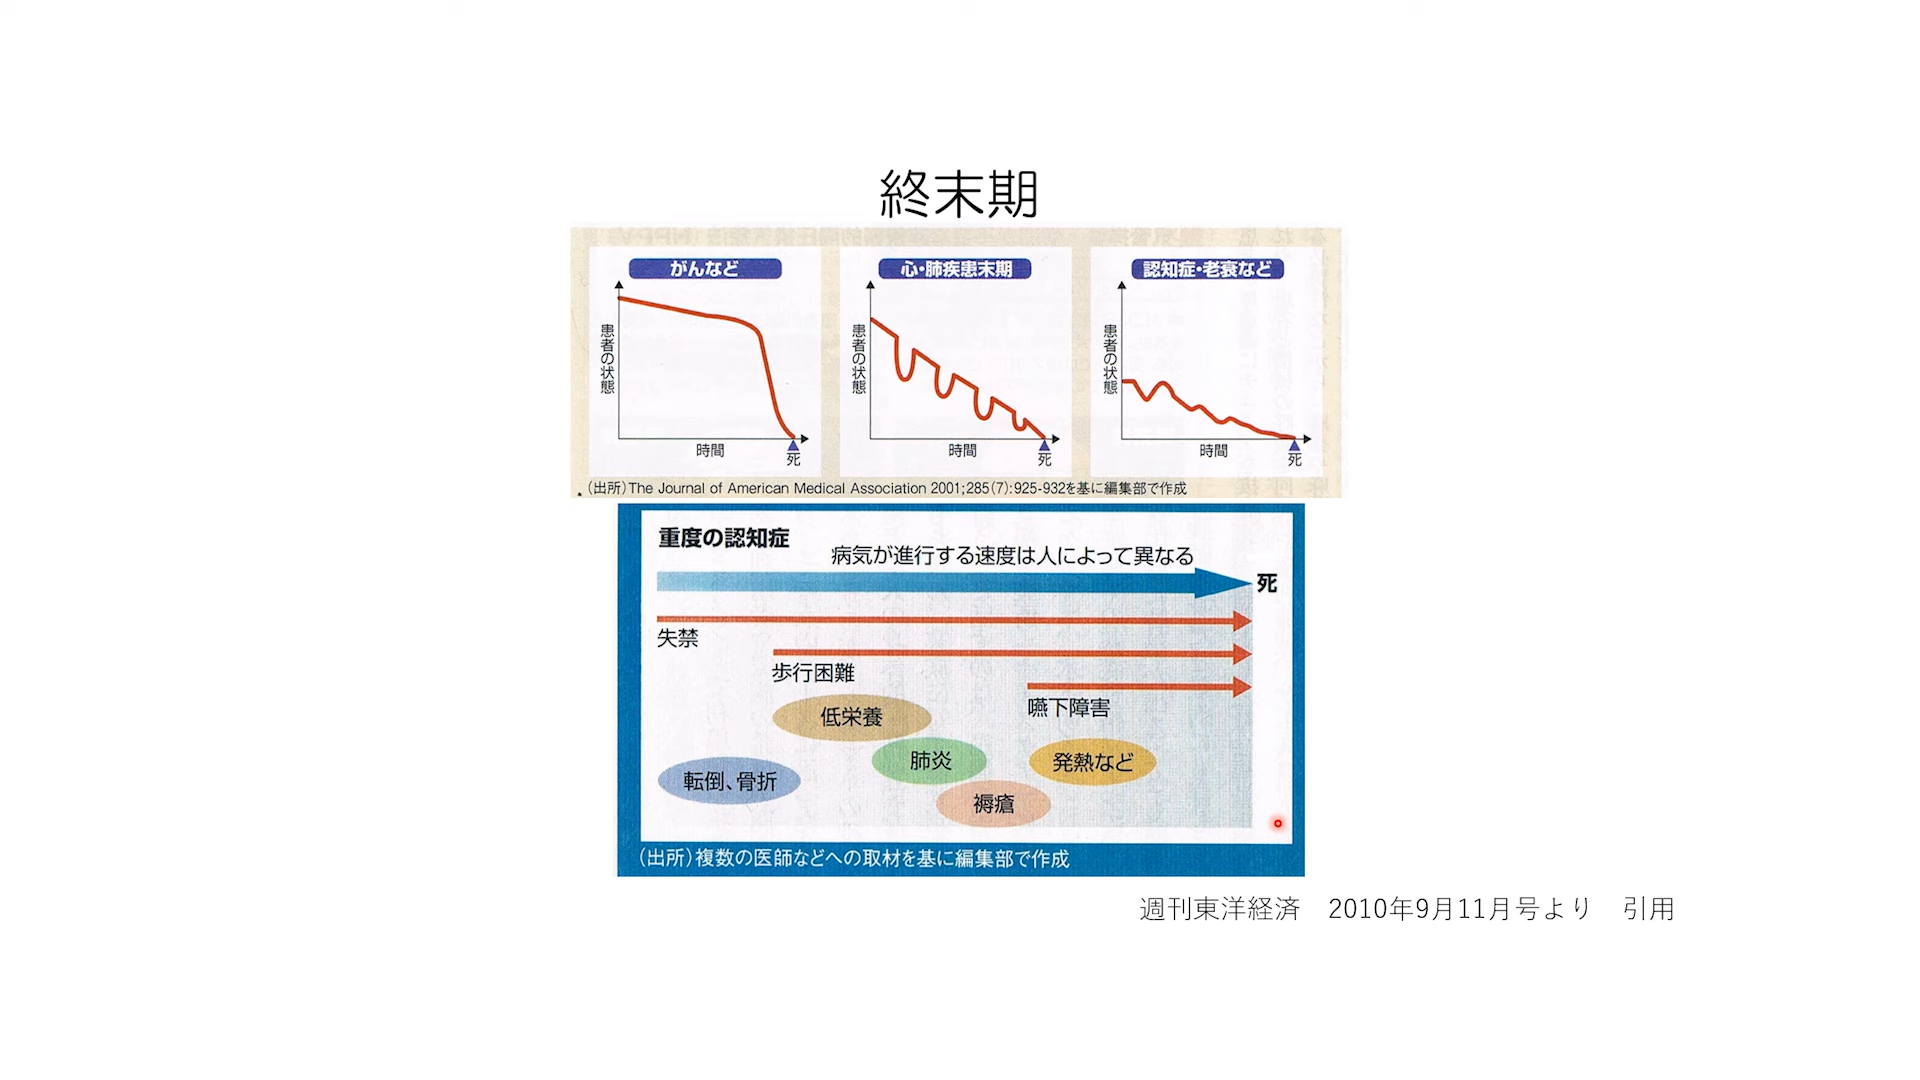 終末期
がんなど
患者の状態
時間
死
心・肺疾患末期
患者の状態
時間
死
認知症・老衰など
患者の状態
時間
死
(出所)The Journal of American Medical Association 2001;285(7):925-932を基に編集部で作成
重度の認知症
病気が進行する速度は人によって異なる
死
失禁
歩行困難
嚥下障害
低栄養
肺炎
発熱など
転倒、骨折
褥瘡
(出所)複数の医師などへの取材を基に編集部で作成
週刊東洋経済　2010年9月11月号より　引用